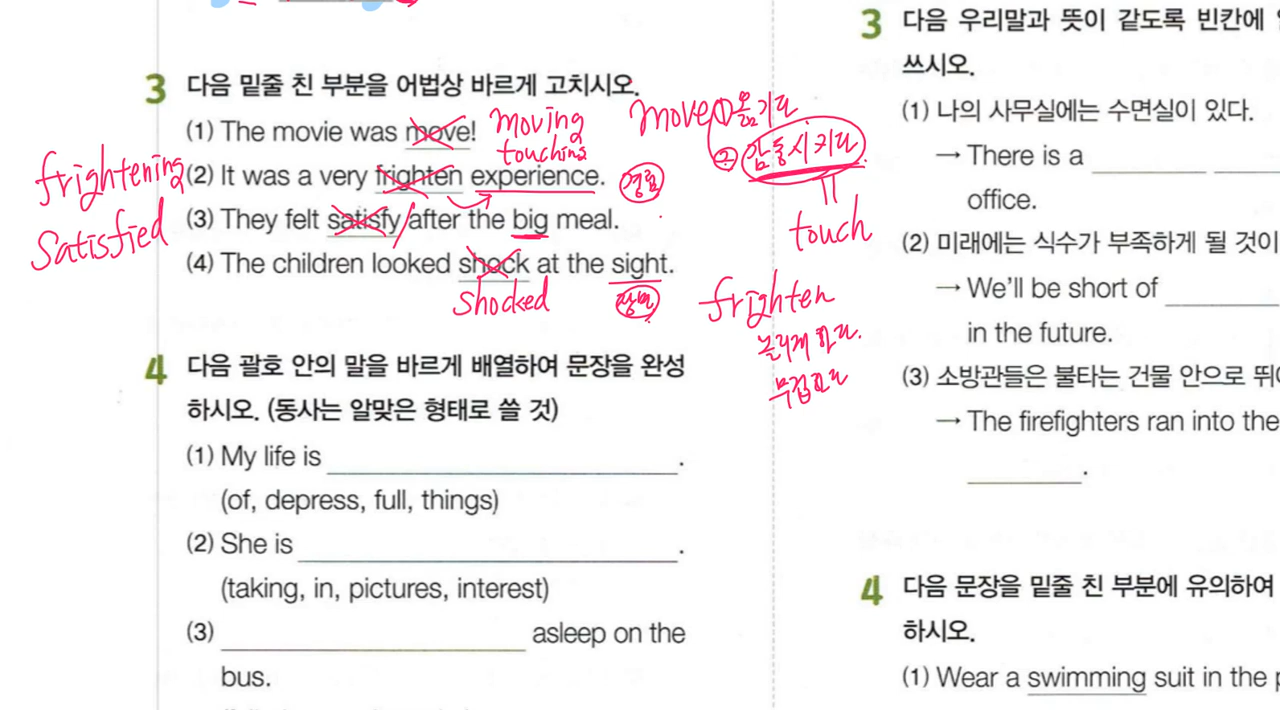 3 다음 밑줄 친 부분을 어법상 바르게 고치시오.
(1) The movie was move!
moving
touching
move ① 옮기다
② 감동시키다
touch
frightening
(2) It was a very frighten experience.
경험
satisfied
(3) They felt satisfy/after the big meal.
(4) The children looked shock at the sight.
shocked
장면
frighten
놀라게 하다.
무섭
4 다음 괄호 안의 말을 바르게 배열하여 문장을 완성
하시오. (동사는 알맞은 형태로 쓸 것)
(1) My life is .
(of, depress, full, things)
(2) She is .
(taking, in, pictures, interest)
(3) asleep on the
bus.
3 다음 우리말과 뜻이 같도록 빈칸에
쓰시오.
(1) 나의 사무실에는 수면실이 있다.
→ There is a
office.
(2) 미래에는 식수가 부족하게 될 것이
→ We'll be short of
in the future.
(3) 소방관들은 불타는 건물 안으로
→ The firefighters ran into the
.
4 다음 문장을 밑줄 친 부분에 유의하여
하시오.
(1) Wear a swimming suit in the